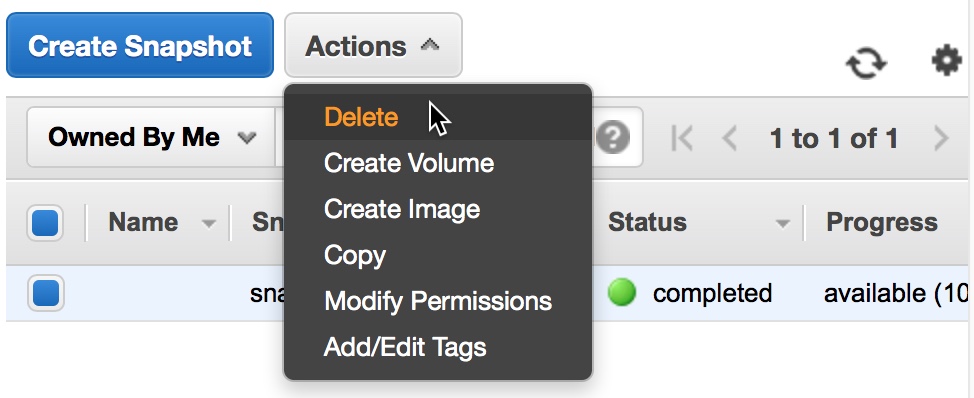 Create Snapshot Actions
Delete
Owned By Me ? 1 to 1 of 1
Create Volume
Create Image
Name Status Progress
Copy
completed available (10
Modify Permissions
Add/Edit Tags